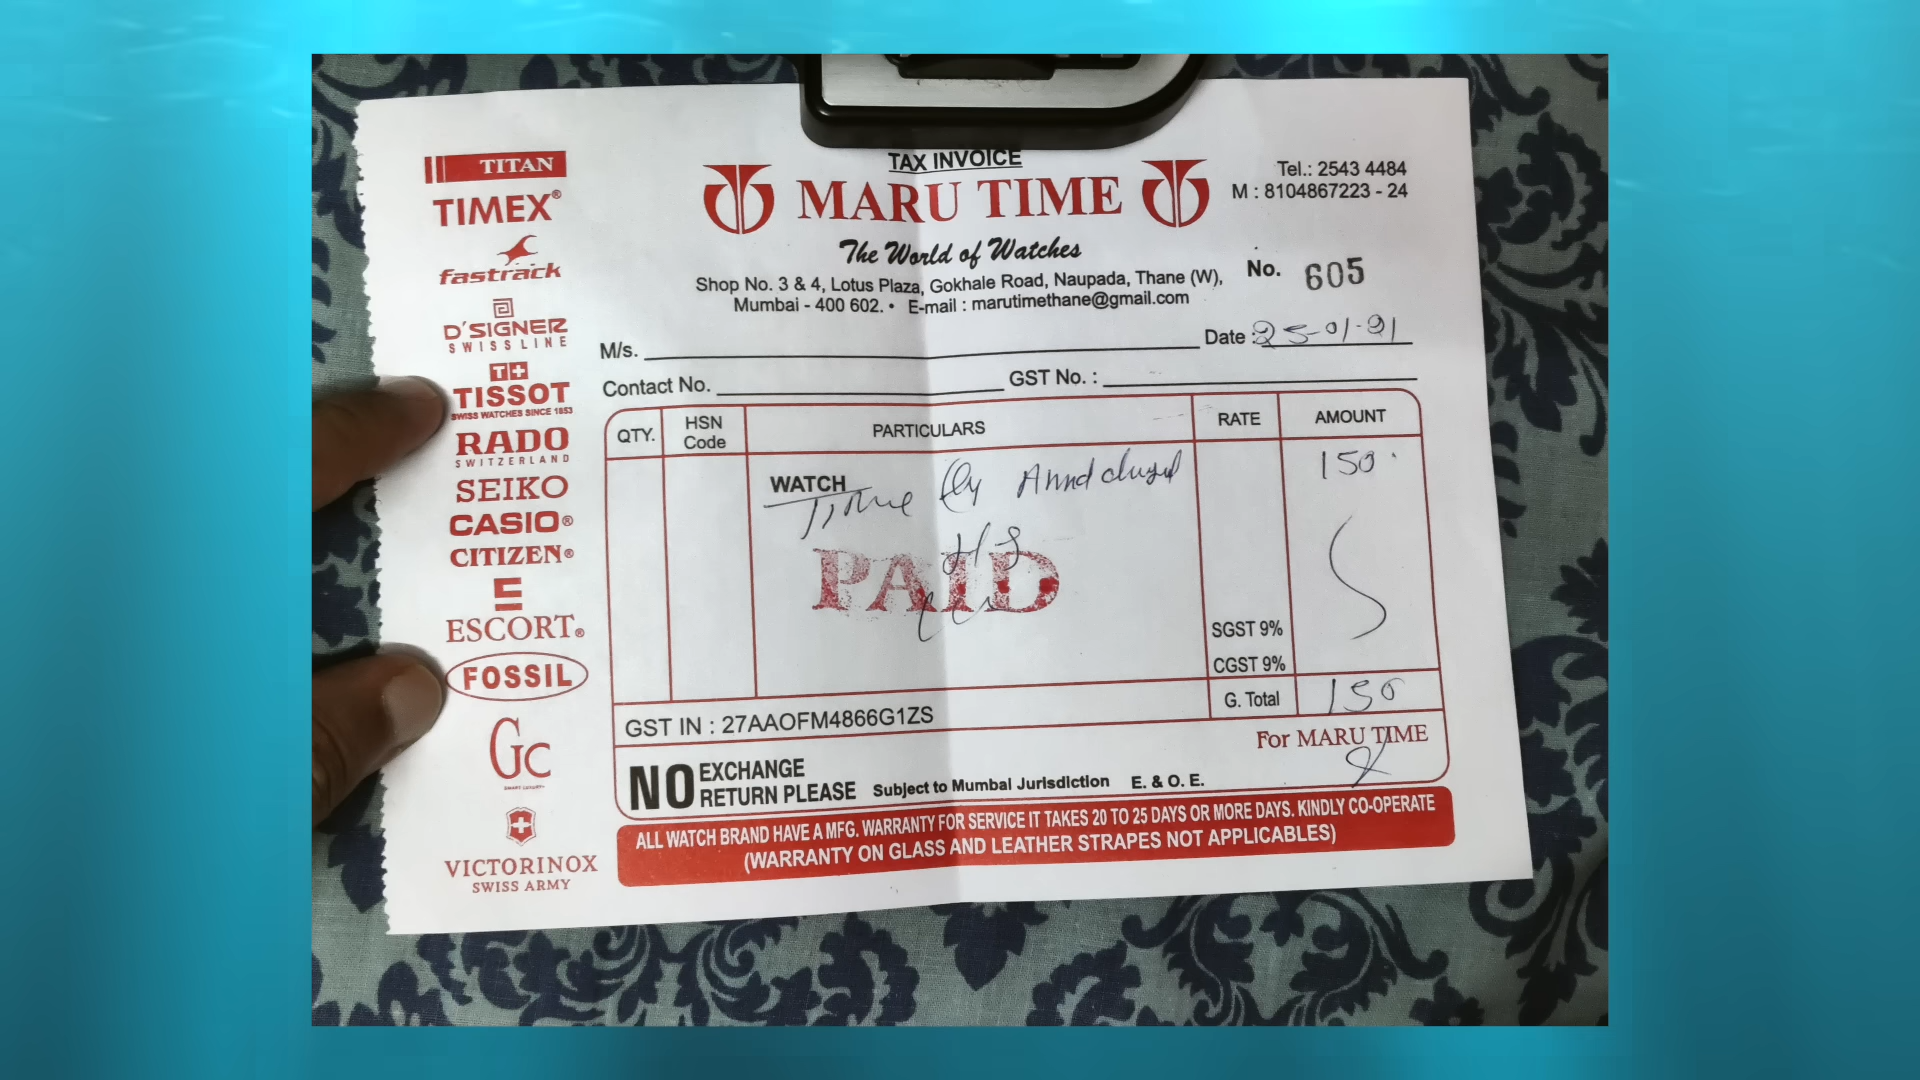 TITAN
TIMEX®
fastrack
D'SIGNER
SWISSLINE
T+
TISSOT
SWISS WATCHES SINCE 1853
RADO
SWITZERLAND
SEIKO
CASIO®
CITIZEN®
ESCORT®
FOSSIL
GC
VICTORINOX
SWISS ARMY
TAX INVOICE
MARU TIME
The World of Watches
Shop No. 3 & 4, Lotus Plaza, Gokhale Road, Naupada, Thane (W),
Mumbai - 400 602. • E-mail : marutimethane@gmail.com
Tel.: 2543 4484
M : 8104867223 - 24
No. 605
M/s. Date : 25-01-21
Contact No. GST No. :
QTY. HSN Code PARTICULARS RATE AMOUNT
WATCH 150
Time
PAID
SGST 9%
CGST 9%
G. Total 150
GST IN : 27AAOFM4866G1ZS
For MARU TIME
NO EXCHANGE
RETURN PLEASE Subject to Mumbai Jurisdiction E. & O. E.
ALL WATCH BRAND HAVE A MFG. WARRANTY FOR SERVICE IT TAKES 20 TO 25 DAYS OR MORE DAYS. KINDLY CO-OPERATE
(WARRANTY ON GLASS AND LEATHER STRAPES NOT APPLICABLES)